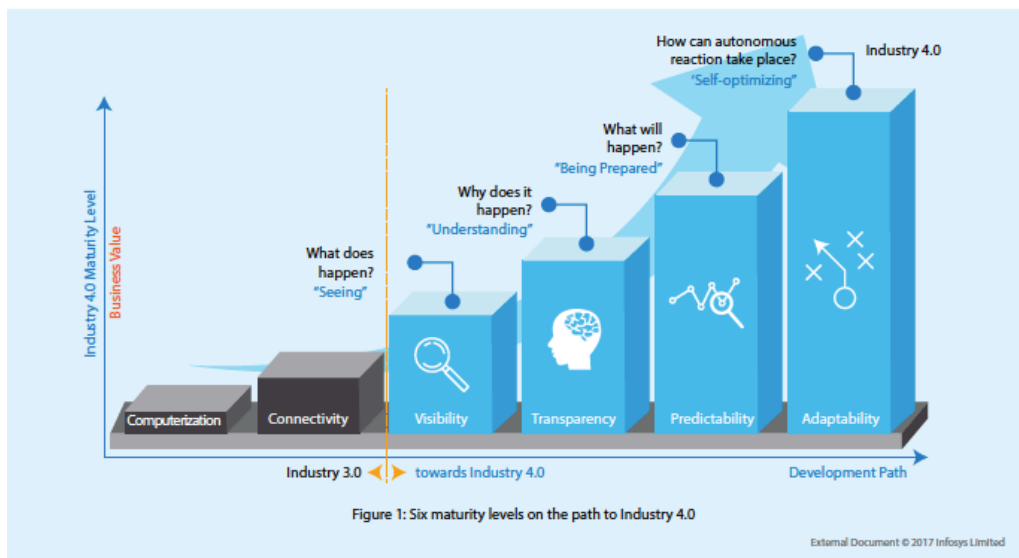 How can autonomous
reaction take place?
‘Self-optimizing”
Industry 4.0
What will
happen?
“Being Prepared”
Why does it
happen?
“Understanding”
What does
happen?
“Seeing”
Industry 4.0 Maturity Level
Business Value
Computerization
Connectivity
Visibility
Transparency
Predictability
Adaptability
Industry 3.0
towards Industry 4.0
Development Path
Figure 1: Six maturity levels on the path to Industry 4.0
External Document © 2017 Infosys Limited